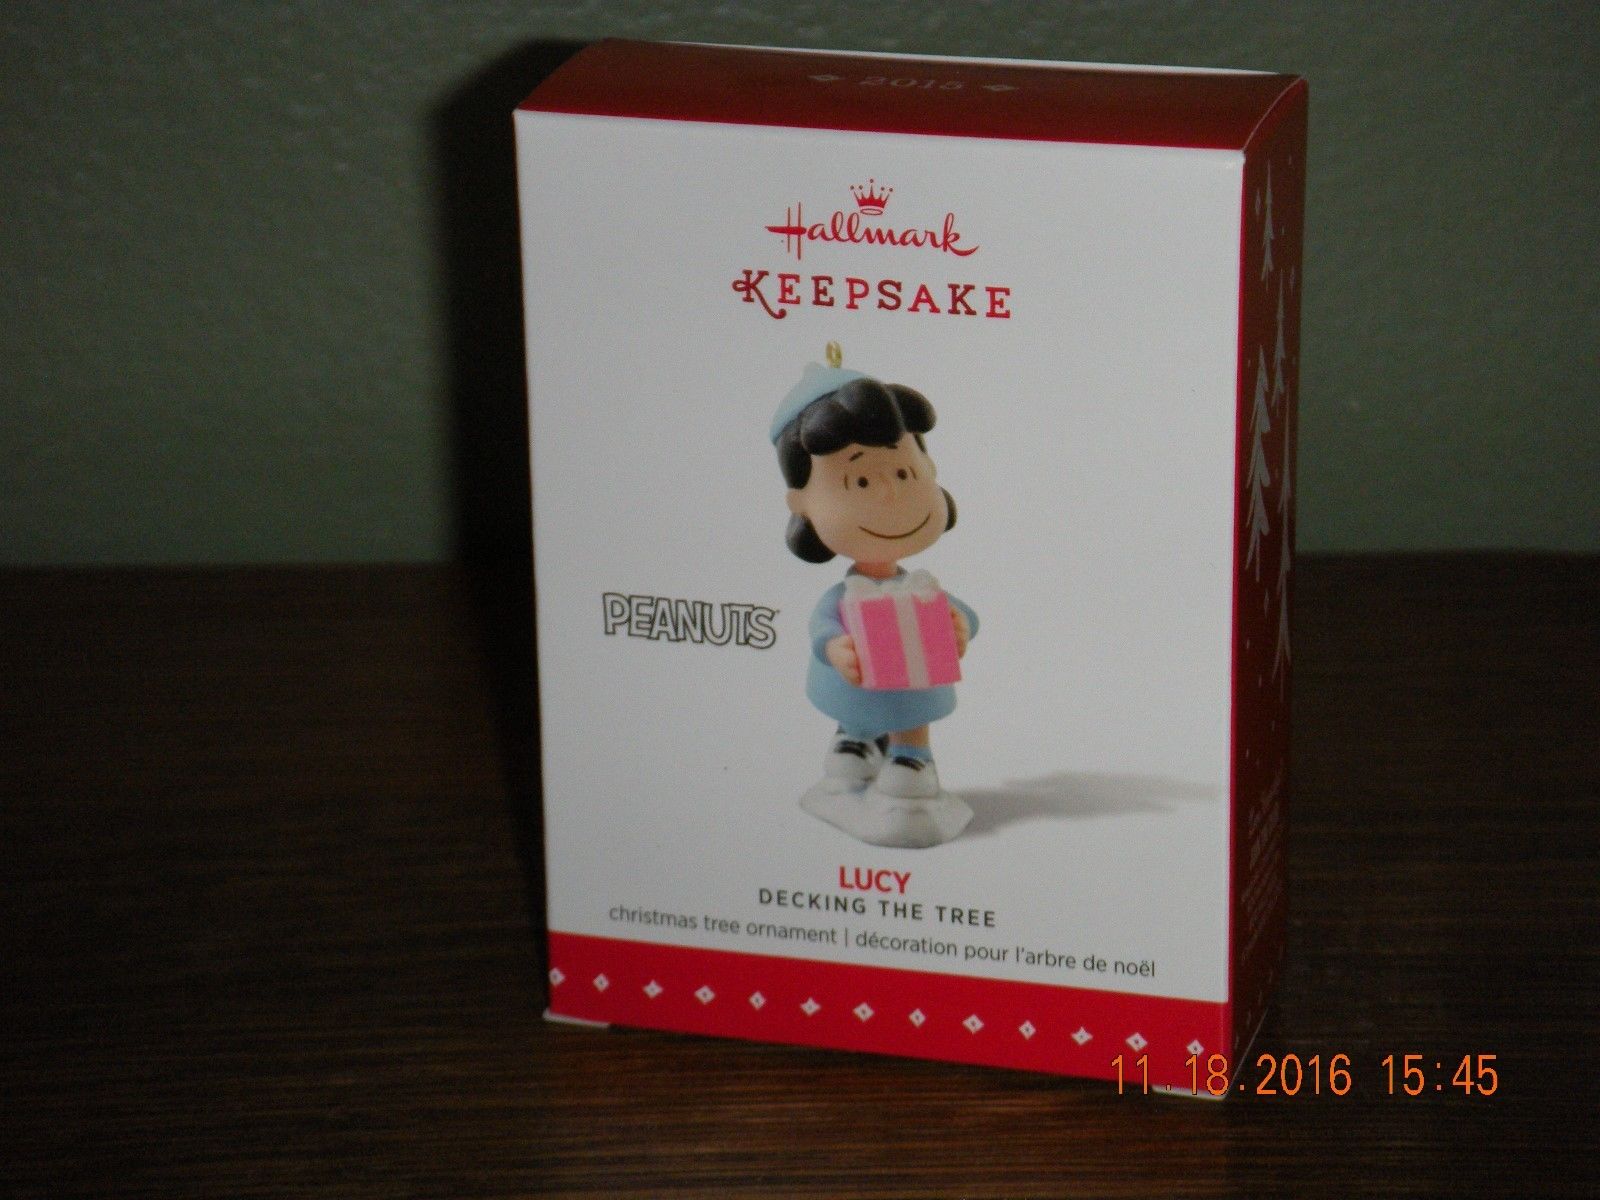 2015
Hallmark
KEEPSAKE
PEANUTS
LUCY
DECKING THE TREE
christmas tree ornament | décoration pour l'arbre de noël
11.18.2016 15:45